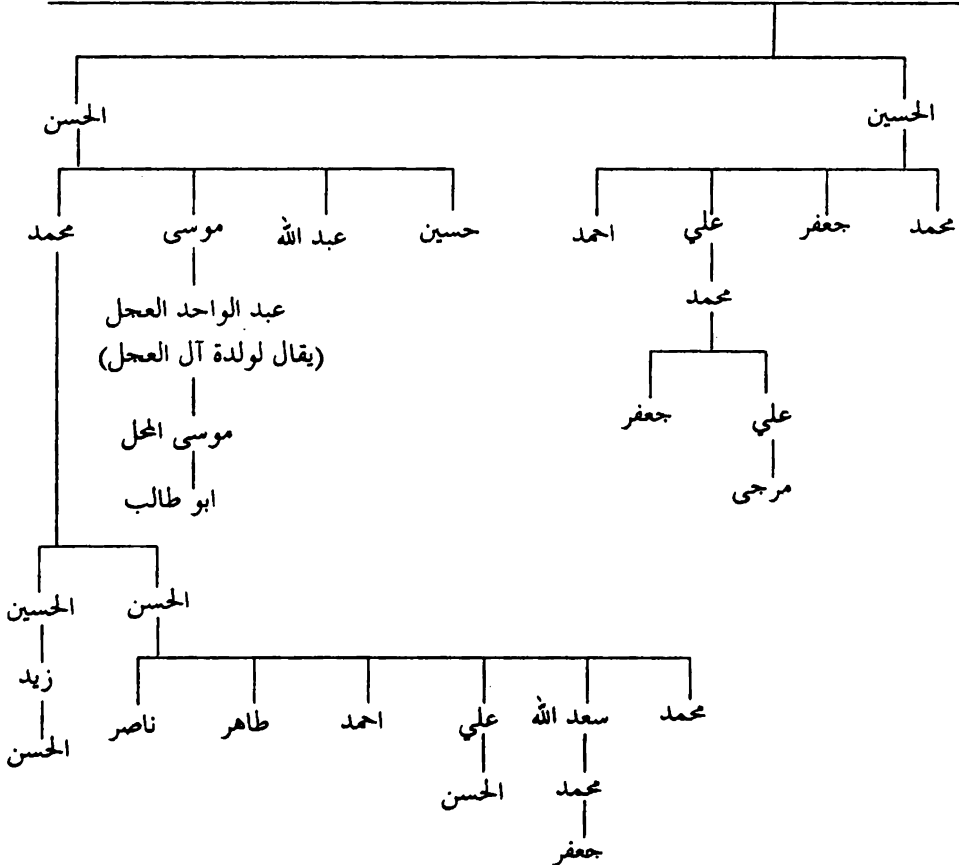 الحسين الحسن
محمد جعفر علي احمد حسين عبد الله موسى محمد
محمد
عبد الواحد العجل
(يقال لولدة آل العجل)
علي جعفر
موسى المحل
مرجى
ابو طالب
الحسن الحسين
زيد
محمد سعد الله علي احمد طاهر ناصر
الحسن
محمد الحسن
جعفر